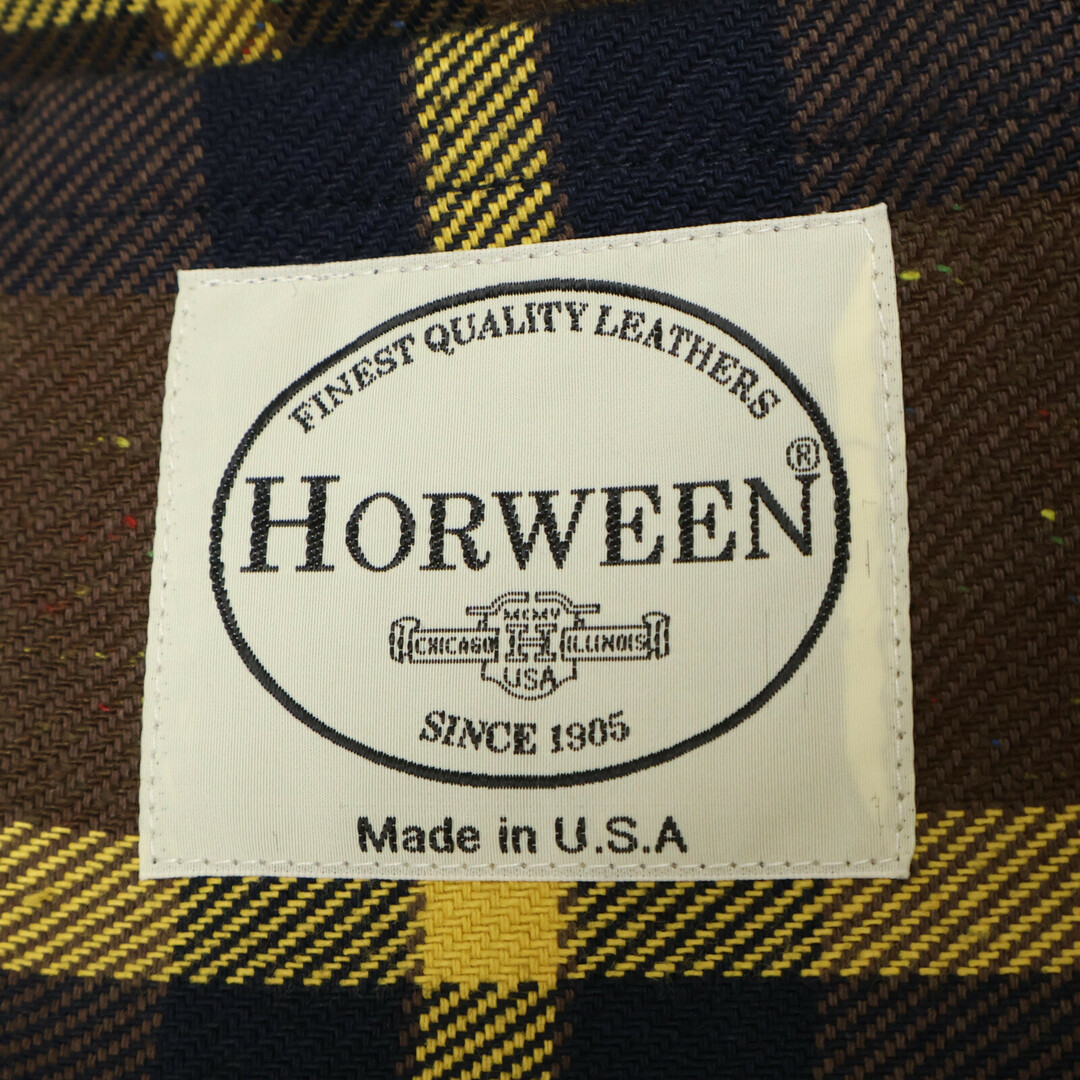 FINEST QUALITY LEATHERS
HORWEEN®
MCMV
CHICAGO H ILLINOIS
USA
SINCE 1905
Made in U.S.A